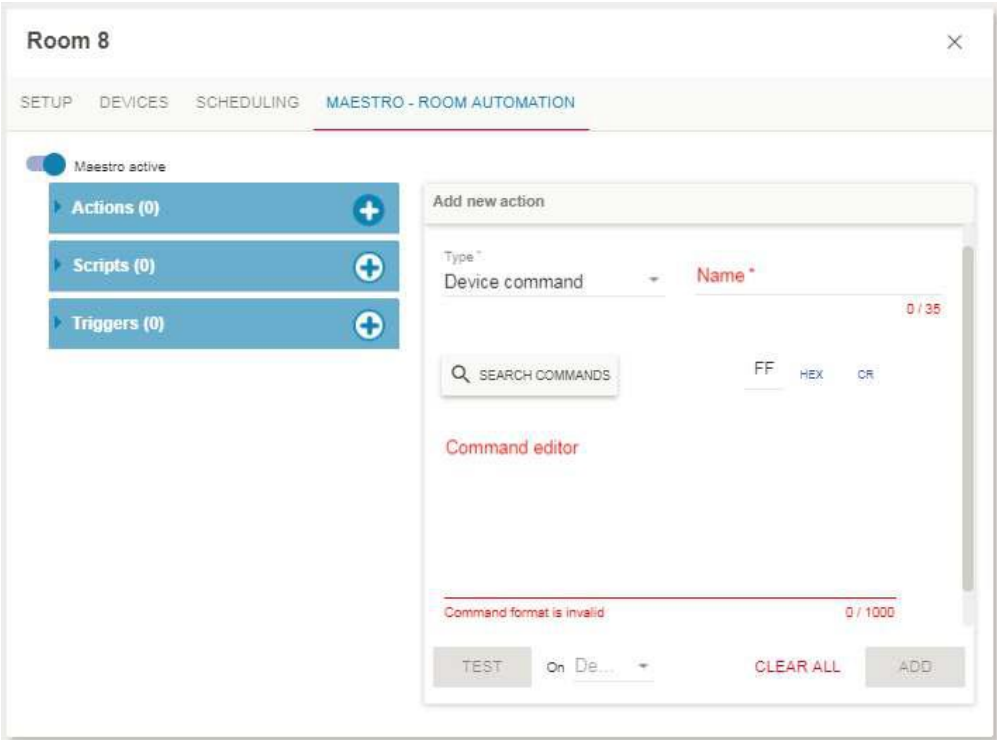 Room 8
SETUP DEVICES SCHEDULING MAESTRO - ROOM AUTOMATION
Maestro active
Actions (0)
Scripts (0)
Triggers (0)
Add new action
Type *
Device command
Name *
0 / 35
SEARCH COMMANDS
FF HEX CR
Command editor
Command format is invalid 0 / 1000
TEST On De... CLEAR ALL ADD